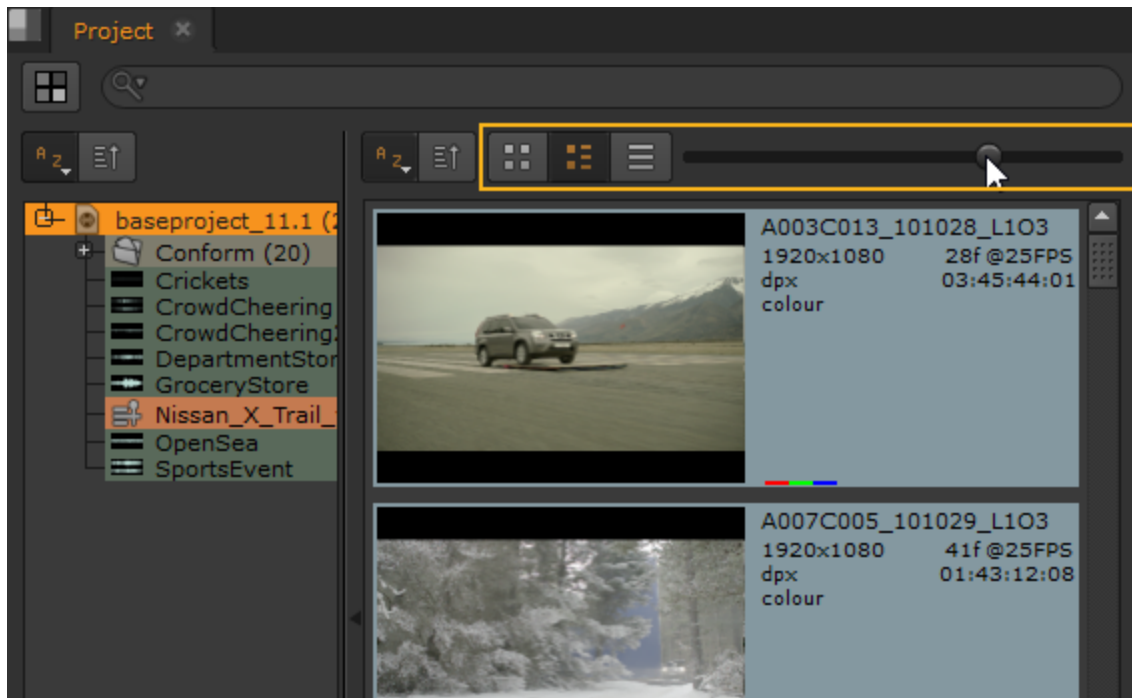 Project
A Z
A Z
baseproject_11.1 (2
Conform (20)
Crickets
CrowdCheering
CrowdCheering
DepartmentStor
GroceryStore
Nissan_X_Trail_
OpenSea
SportsEvent
A003C013_101028_L1O3
1920x1080 28f@25FPS
dpx 03:45:44:01
colour
A007C005_101029_L1O3
1920x1080 41f@25FPS
dpx 01:43:12:08
colour